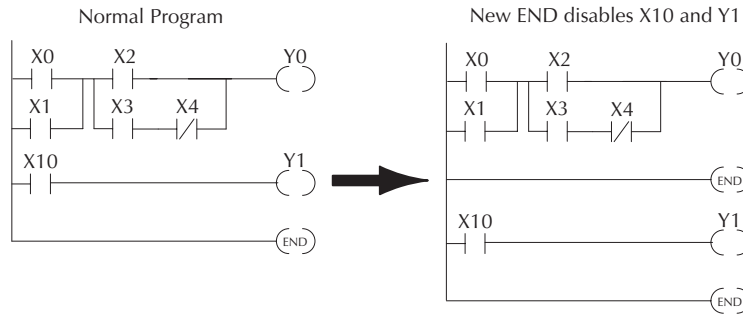 Normal Program
X0 X2 Y0
X1 X3 X4
X10 Y1
END
New END disables X10 and Y1
X0 X2 Y0
X1 X3 X4
END
X10 Y1
END